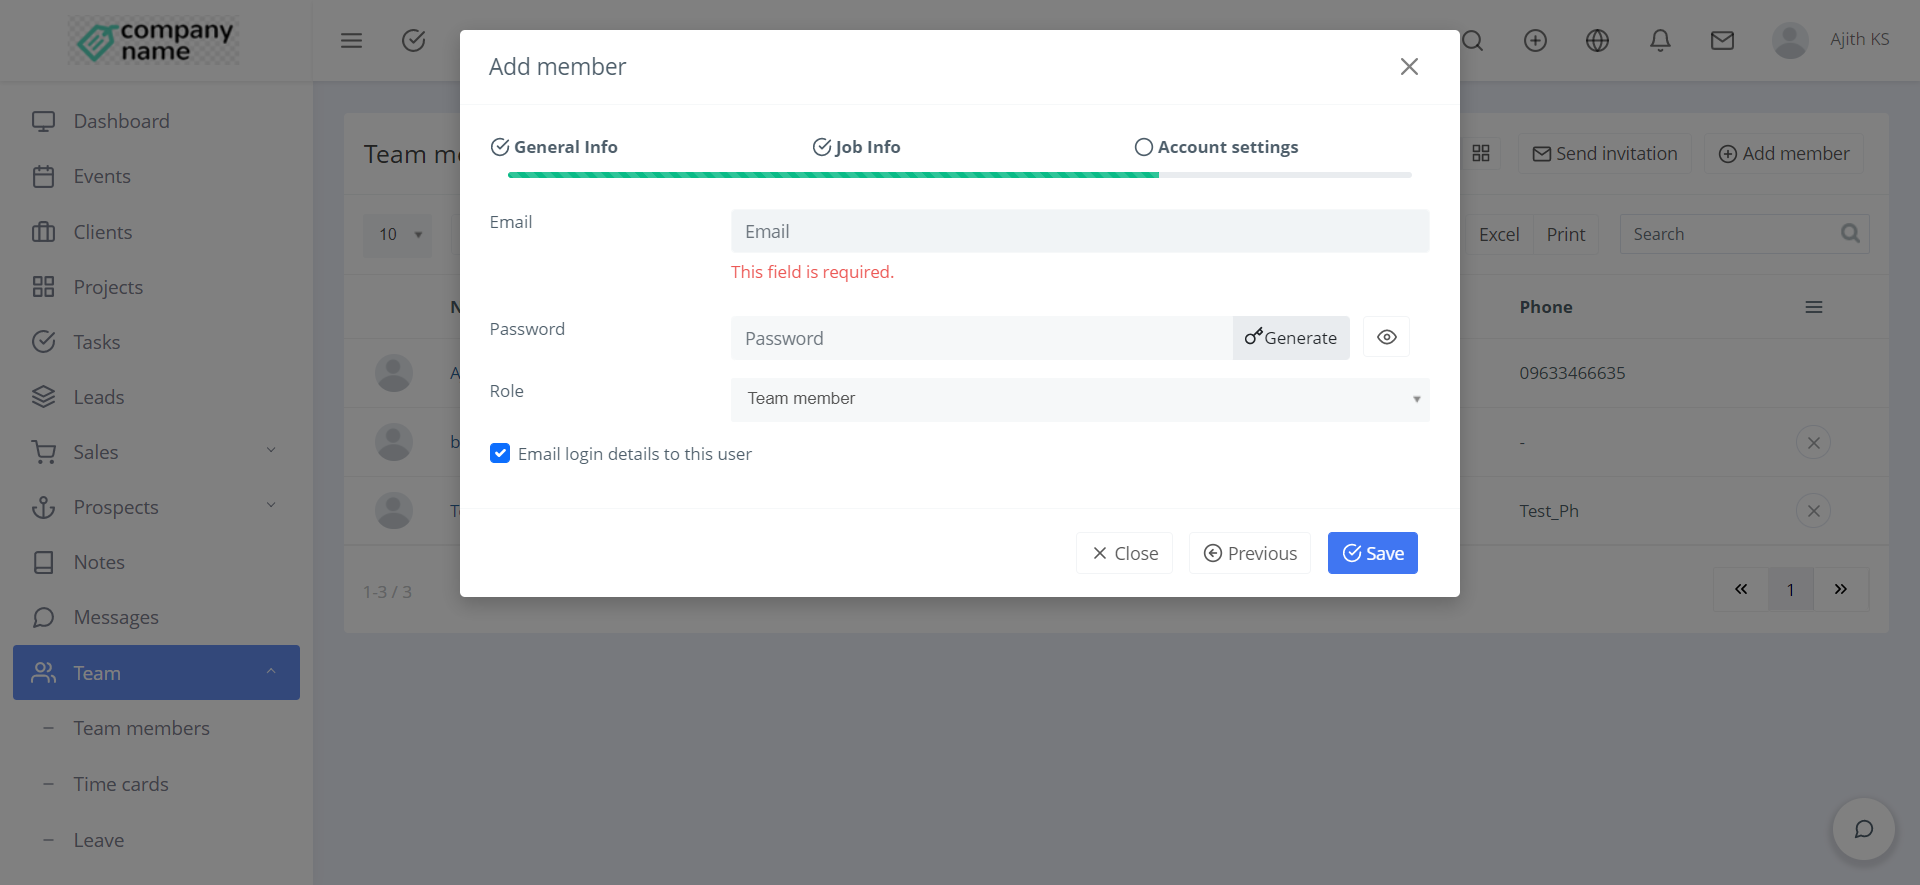 company
name
Ajith KS
Dashboard
Events
Clients
Projects
Tasks
Leads
Sales
Prospects
Notes
Messages
Team
Team members
Time cards
Leave
Add member
General Info
Job Info
Account settings
Email
Email
This field is required.
Password
Password
Generate
Role
Team member
Email login details to this user
Close
Previous
Save
Team
Send invitation
Add member
10
Excel
Print
Search
Phone
09633466635
-
Test_Ph
1-3 / 3
«
1
»